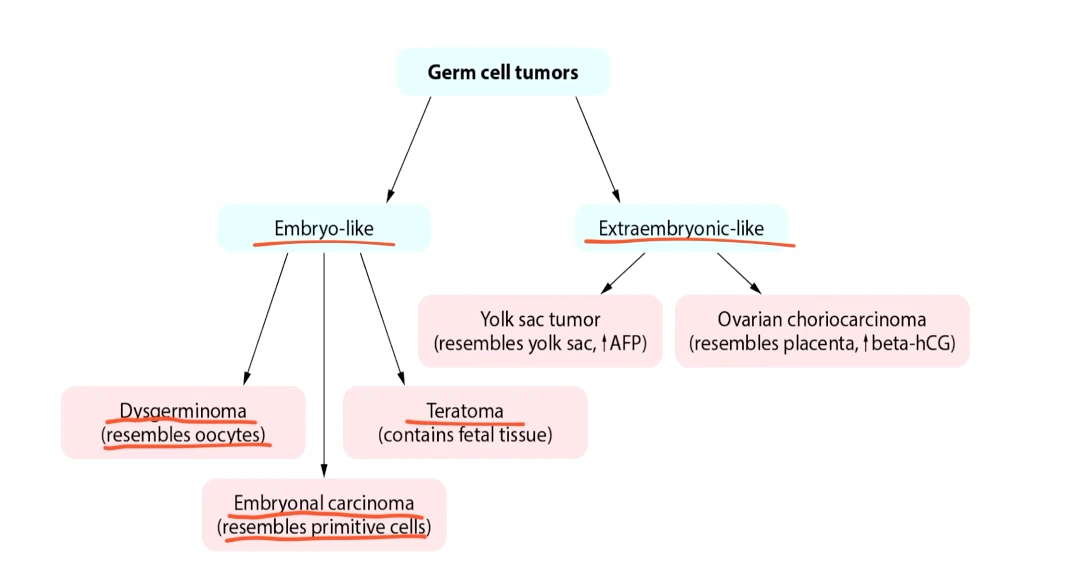 Germ cell tumors
Embryo-like
Extraembryonic-like
Yolk sac tumor
(resembles yolk sac, ↑AFP)
Ovarian choriocarcinoma
(resembles placenta, ↑beta-hCG)
Dysgerminoma
(resembles oocytes)
Teratoma
(contains fetal tissue)
Embryonal carcinoma
(resembles primitive cells)